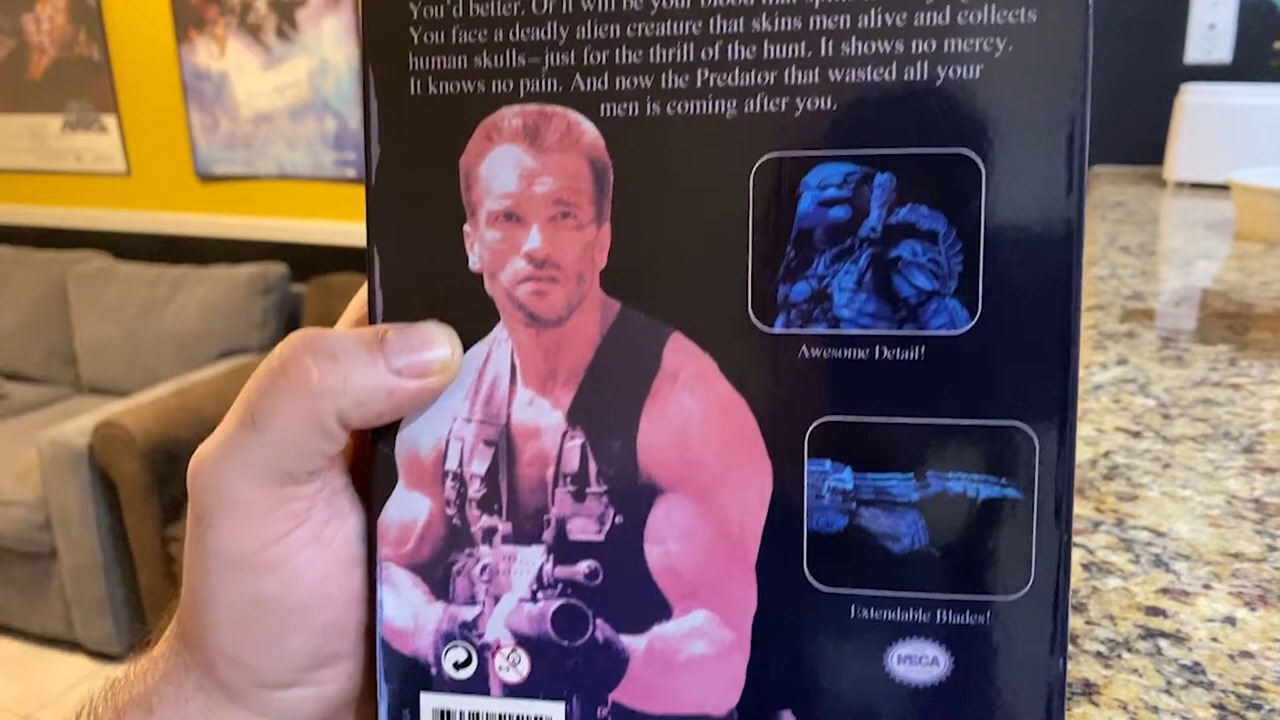 You'd better. Or it will be your blood that
You face a deadly alien creature that skins men alive and collects
human skulls—just for the thrill of the hunt. It shows no mercy.
It knows no pain. And now the Predator that wasted all your
men is coming after you.
Awesome Detail!
Extendable Blades!
NECA